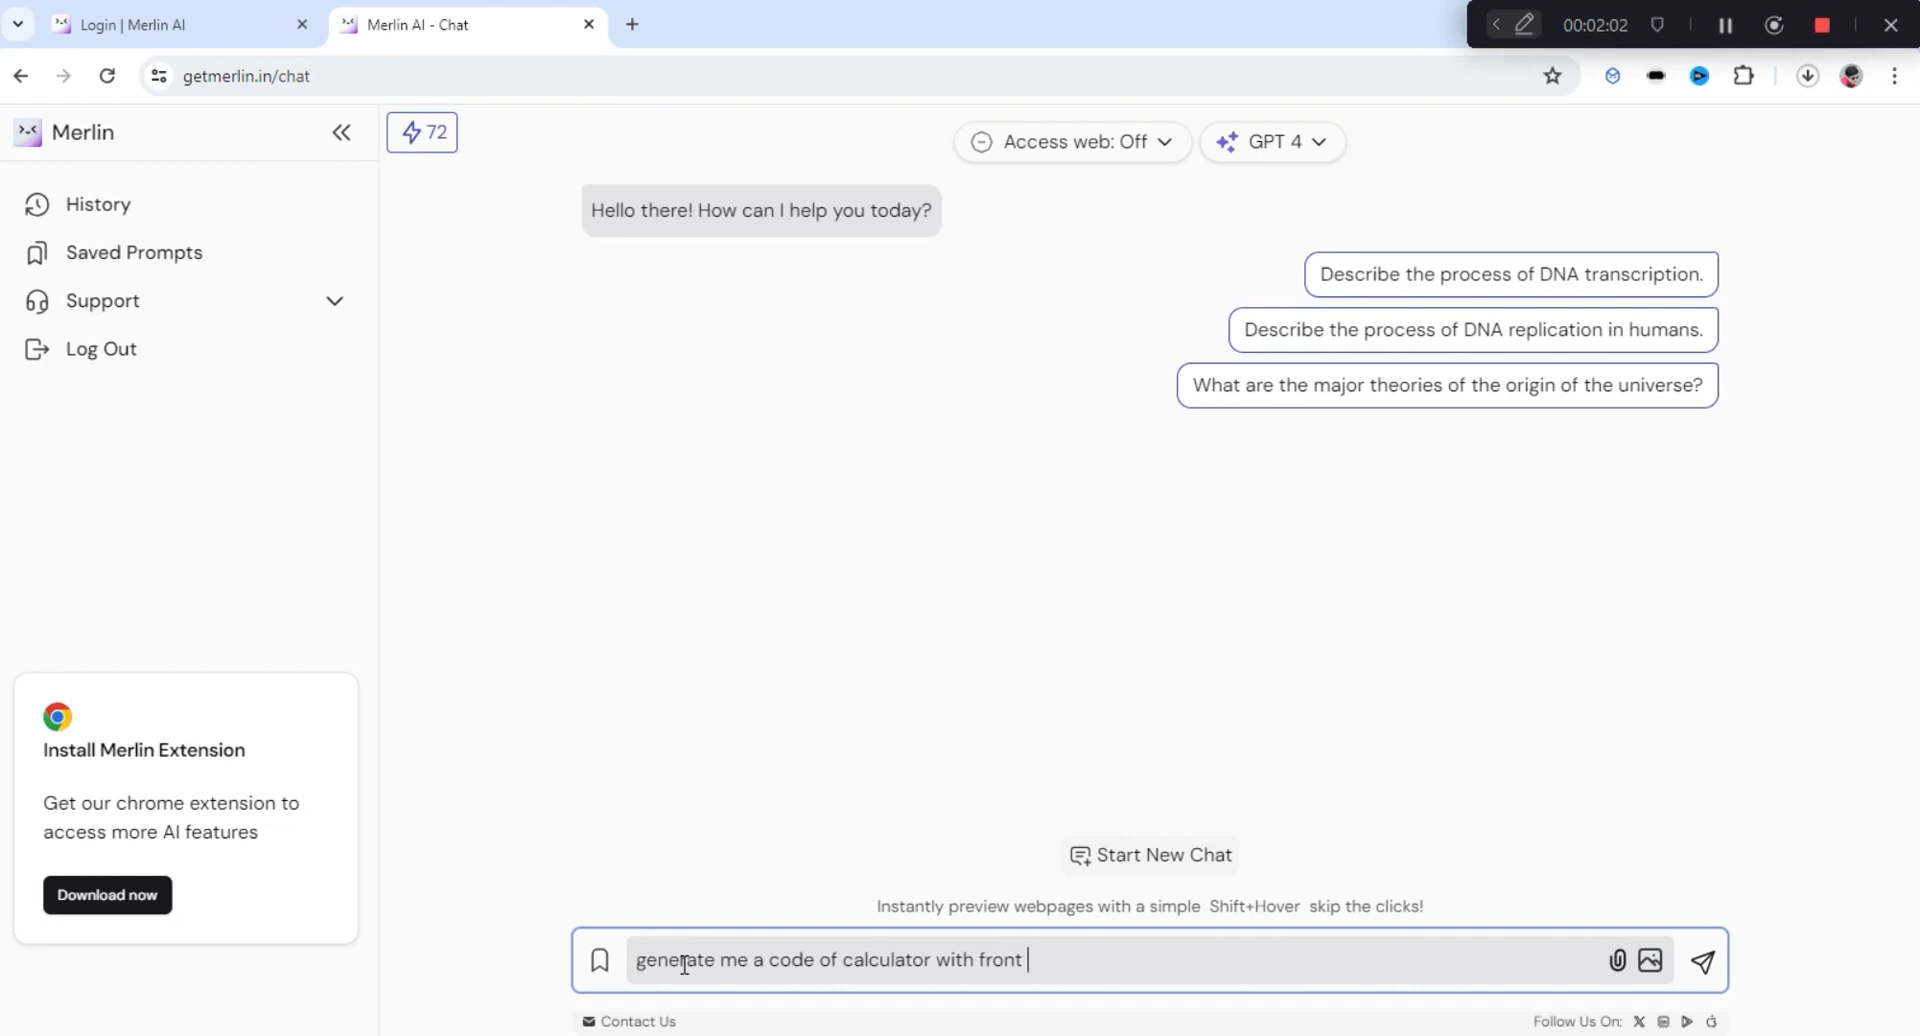 Login | Merlin AI
Merlin AI - Chat
00:02:02
getmerlin.in/chat
Merlin
72
Access web: Off
GPT 4
History
Saved Prompts
Support
Log Out
Hello there! How can I help you today?
Describe the process of DNA transcription.
Describe the process of DNA replication in humans.
What are the major theories of the origin of the universe?
Install Merlin Extension
Get our chrome extension to
access more AI features
Download now
Start New Chat
Instantly preview webpages with a simple Shift+Hover skip the clicks!
generate me a code of calculator with front
Contact Us
Follow Us On: